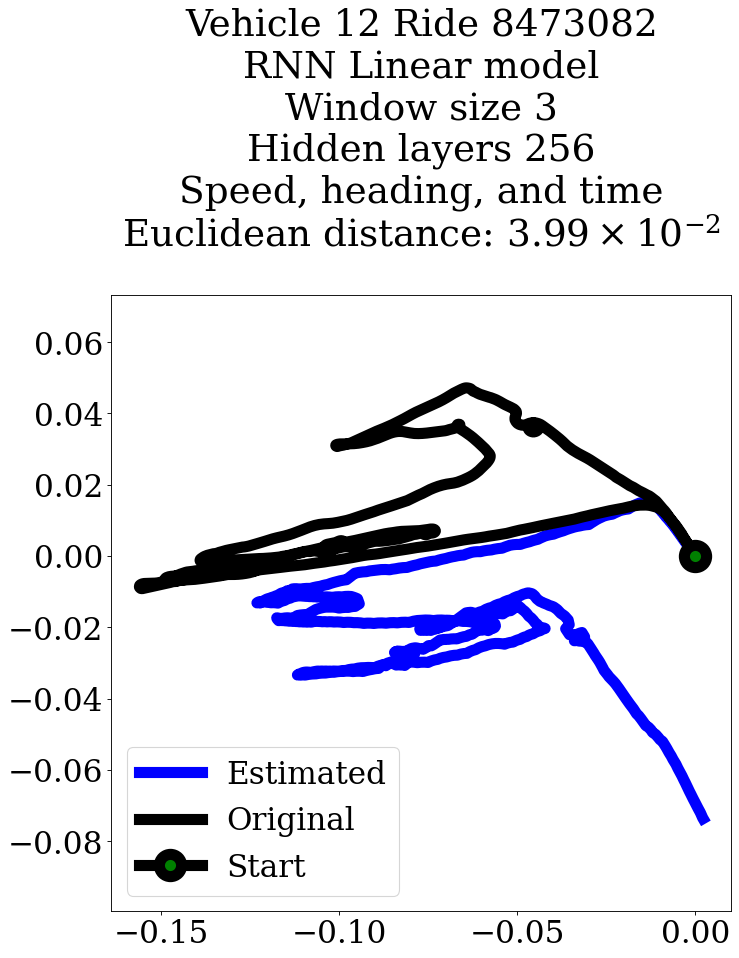 Vehicle 12 Ride 8473082
RNN Linear model
Window size 3
Hidden layers 256
Speed, heading, and time
Euclidean distance: 3.99 × 10⁻²
0.06
0.04
0.02
0.00
−0.02
−0.04
−0.06
−0.08
Estimated
Original
Start
−0.15
−0.10
−0.05
0.00